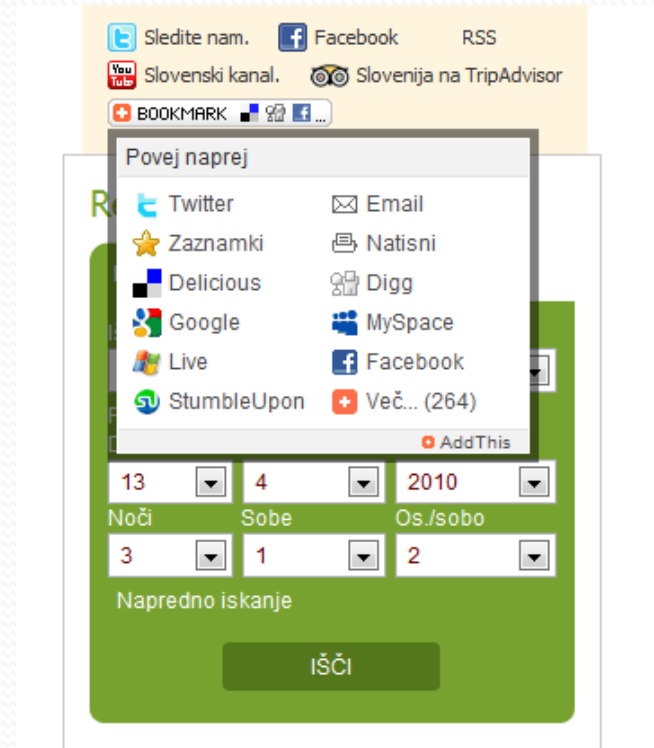 Sledite nam. Facebook RSS
You Tube Slovenski kanal. Slovenija na TripAdvisor
BOOKMARK ...
Povej naprej
Twitter Email
Zaznamki Natisni
Delicious Digg
Google MySpace
Live Facebook
StumbleUpon Več... (264)
AddThis
13 4 2010
Noči Sobe Os./sobo
3 1 2
Napredno iskanje
IŠČI